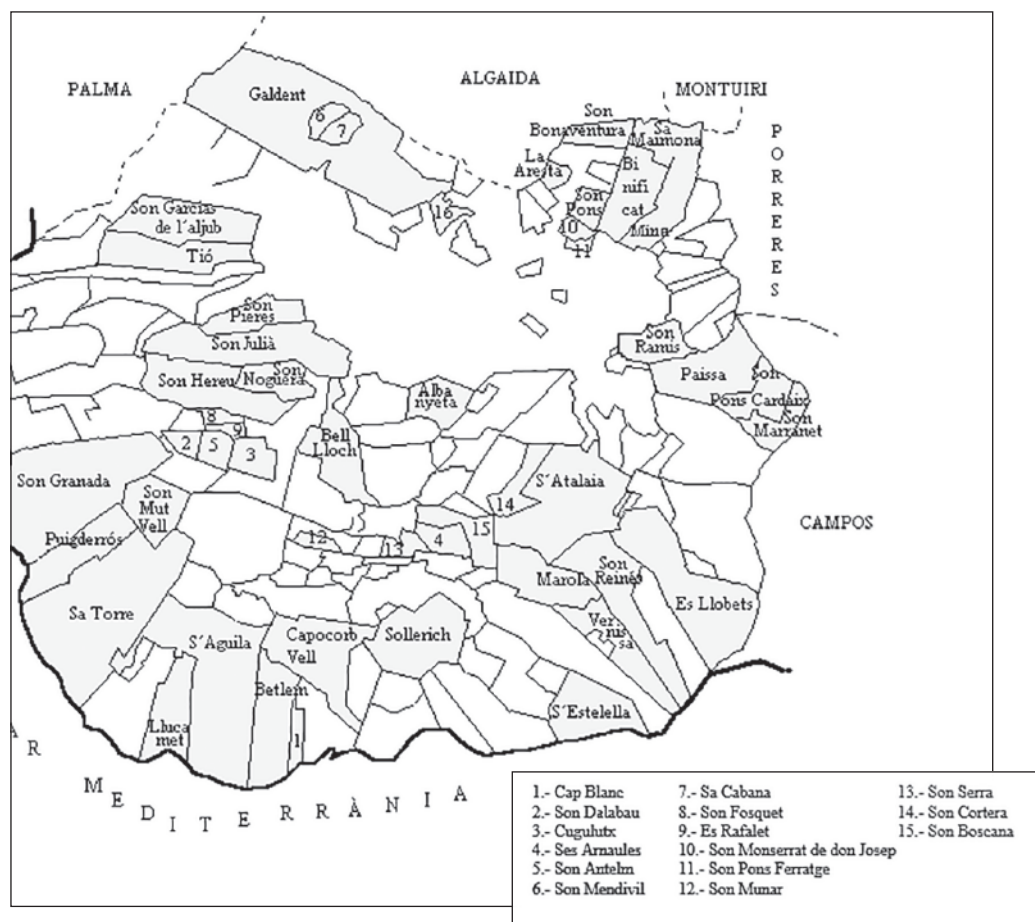 PALMA
ALGAIDA
MONTUIRI
PORRERES
CAMPOS
Galdent
6
7
16
Son
Bonaventura
Sa
Maimona
La
Aresta
Bi
nifi
cat
Son
Pons
10
11
Mina
Son Garcias
de l´aljub
Tió
Son
Pieres
Son Julià
Son Hereu
Son
Noguera
Son
Ramis
Paissa
Son
Pons
Cardaix
Son
Marranet
Alba
nyeta
8
9
2
5
3
Bell
Lloch
Son Granada
Son
Mut
Vell
Puigderrós
S´Atalaia
14
15
12
13
4
Son
Reinés
Marola
Es Llobets
Sa Torre
S´Aguila
Capocorb
Vell
Sollerich
Ver
nis
sa
Betlem
Lluca
met
1
S´Estelella
AR MEDITERRÀNIA
1.- Cap Blanc
2.- Son Dalabau
3.- Cugulutx
4.- Ses Arnaules
5.- Son Antelm
6.- Son Mendivil
7.- Sa Cabana
8.- Son Fosquet
9.- Es Rafalet
10.- Son Monserrat de don Josep
11.- Son Pons Ferratge
12.- Son Munar
13.- Son Serra
14.- Son Cortera
15.- Son Boscana